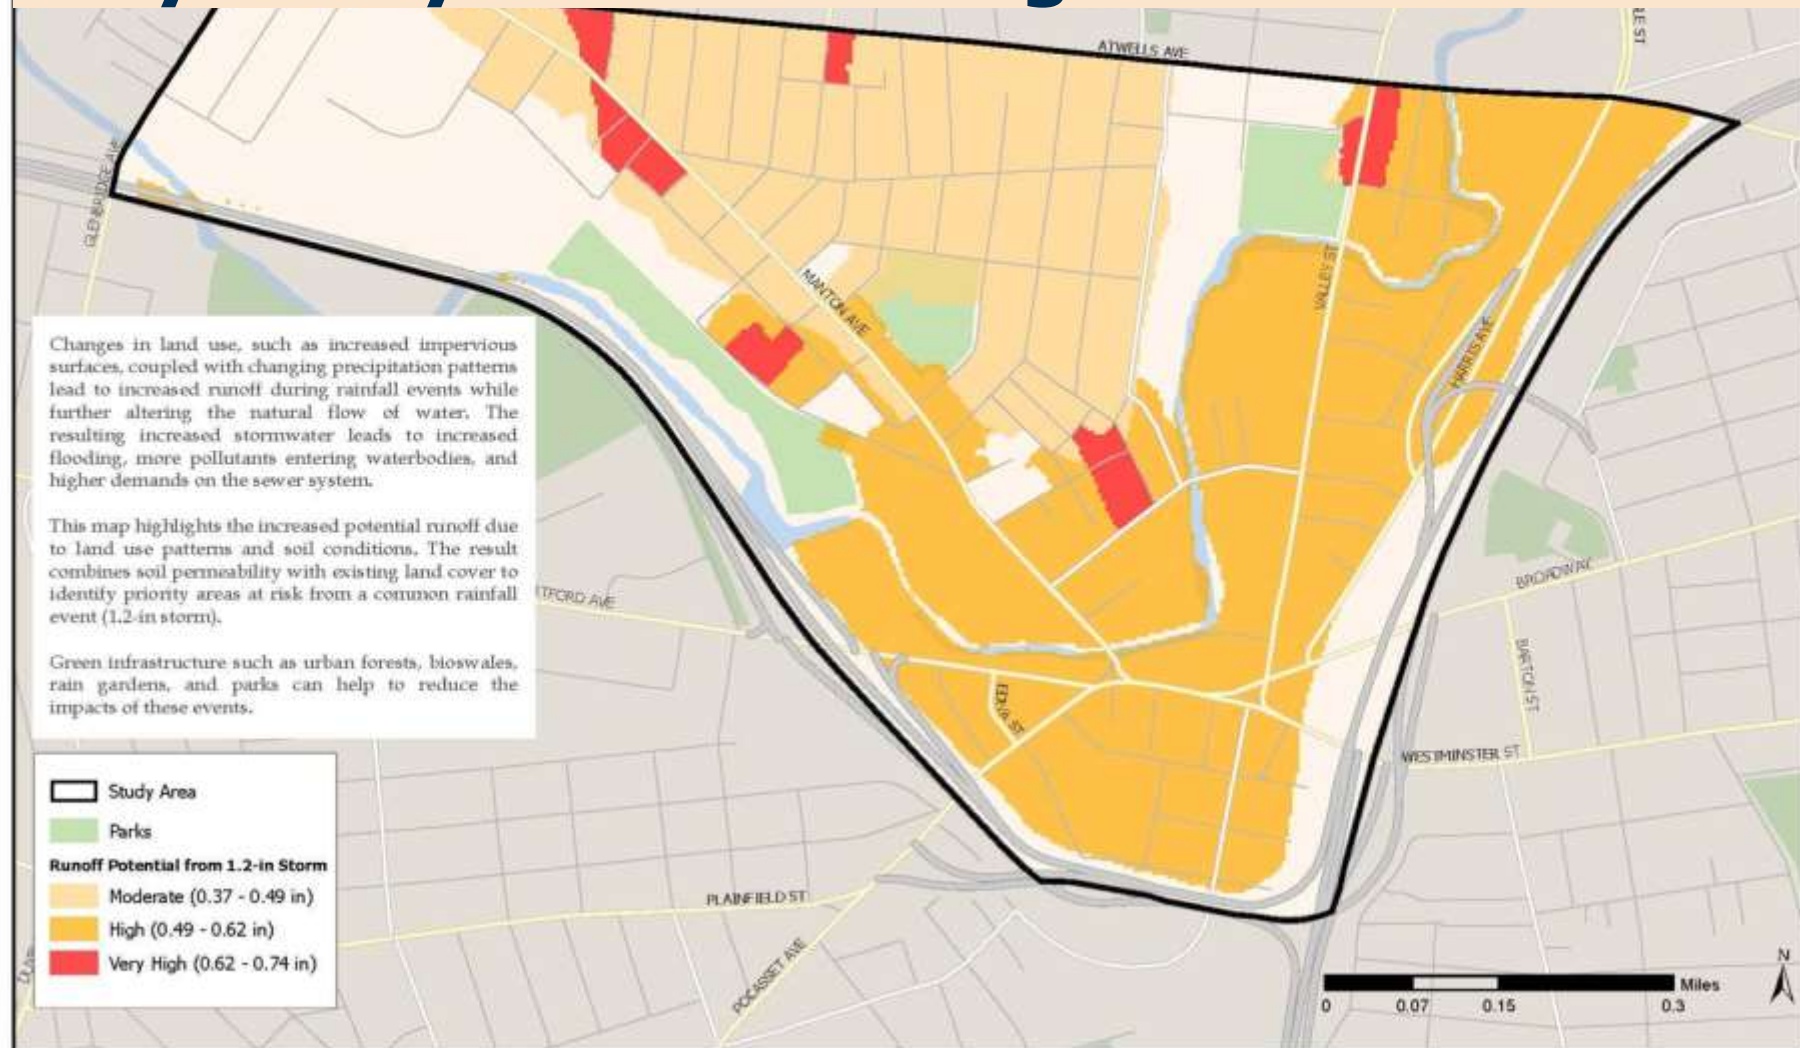 ATWELLS AVE
GLENBRIDGE AVE
MANTON AVE
VALLEY ST
HARRIS AVE
Changes in land use, such as increased impervious
surfaces, coupled with changing precipitation patterns
lead to increased runoff during rainfall events while
further altering the natural flow of water. The
resulting increased stormwater leads to increased
flooding, more pollutants entering waterbodies, and
higher demands on the sewer system.
This map highlights the increased potential runoff due
to land use patterns and soil conditions. The result
combines soil permeability with existing land cover to
identify priority areas at risk from a common rainfall
event (1.2-in storm).
Green infrastructure such as urban forests, bioswales,
rain gardens, and parks can help to reduce the
impacts of these events.
TFORD AVE
BROADWAY
BARTON ST
WESTMINSTER ST
PLAINFIELD ST
POCASSET AVE
Study Area
Parks
Runoff Potential from 1.2-in Storm
Moderate (0.37 - 0.49 in)
High (0.49 - 0.62 in)
Very High (0.62 - 0.74 in)
N
Miles
0 0.07 0.15 0.3